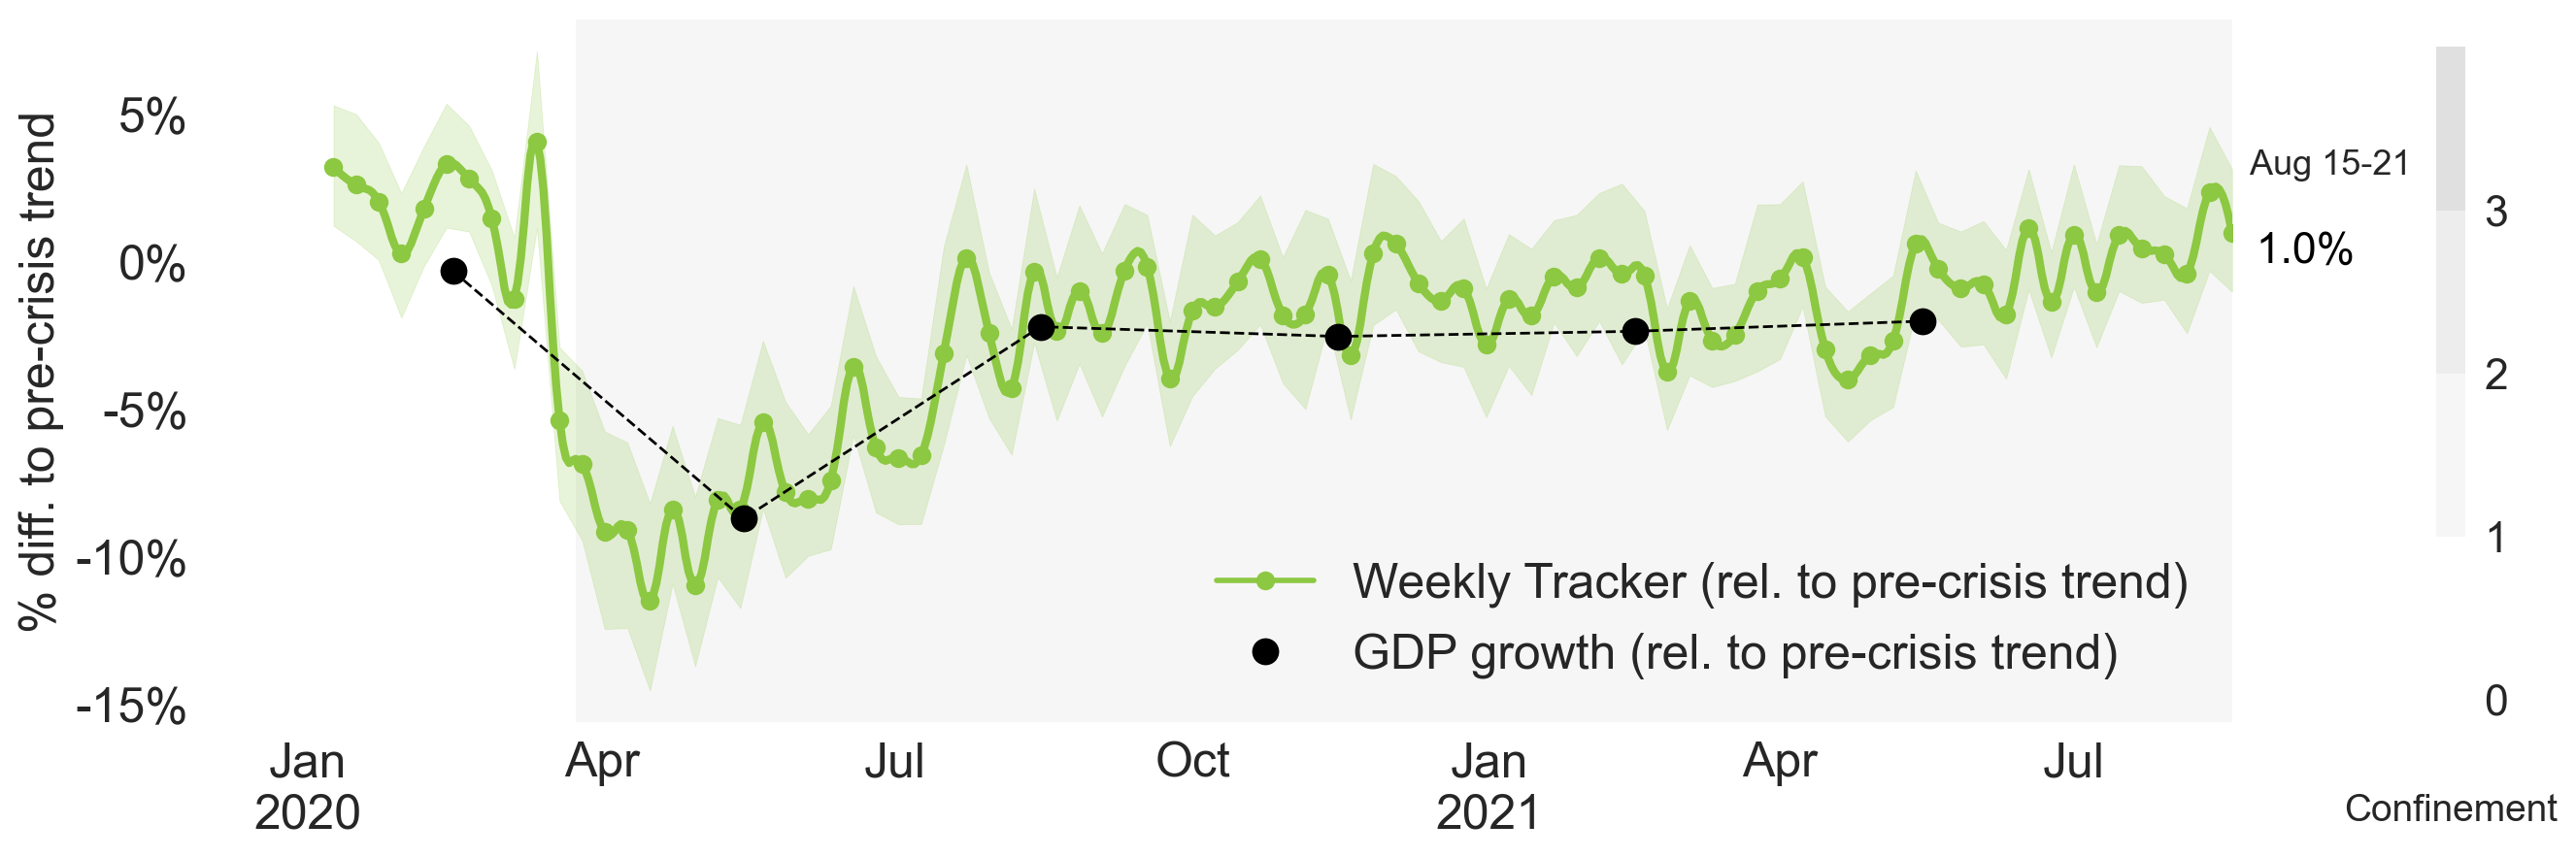 % diff. to pre-crisis trend
5%
0%
-5%
-10%
-15%
Jan
2020
Apr
Jul
Oct
Jan
2021
Apr
Jul
Weekly Tracker (rel. to pre-crisis trend)
GDP growth (rel. to pre-crisis trend)
Aug 15-21
1.0%
3
2
1
0
Confinement